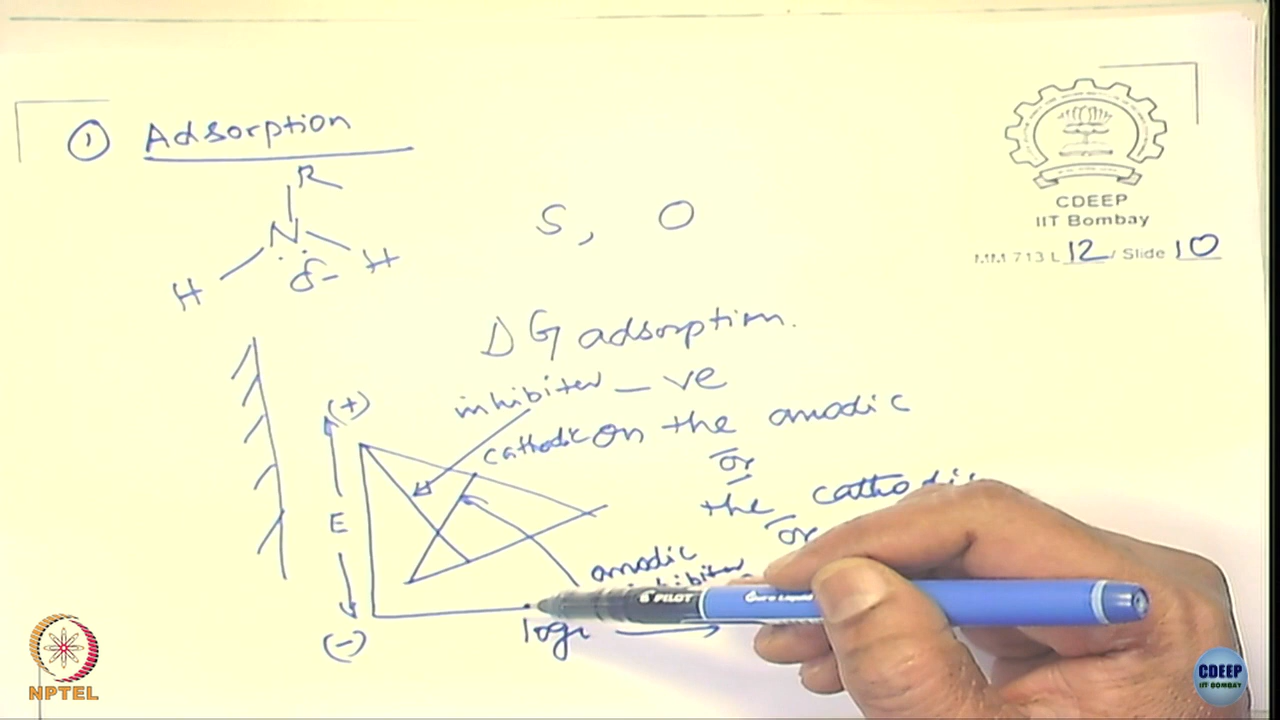 ① Adsorption
R
N
δ-
H
H
S, O
CDEEP
IIT Bombay
MM 713 L 12 / Slide 10
ΔG adsorption.
inhibitor - ve
(+)
cathodic on the anodic
or
the cathodic
or
E
anodic
inhibitor
PILOT
log i
(-)
NPTEL
CDEEP
IIT BOMBAY